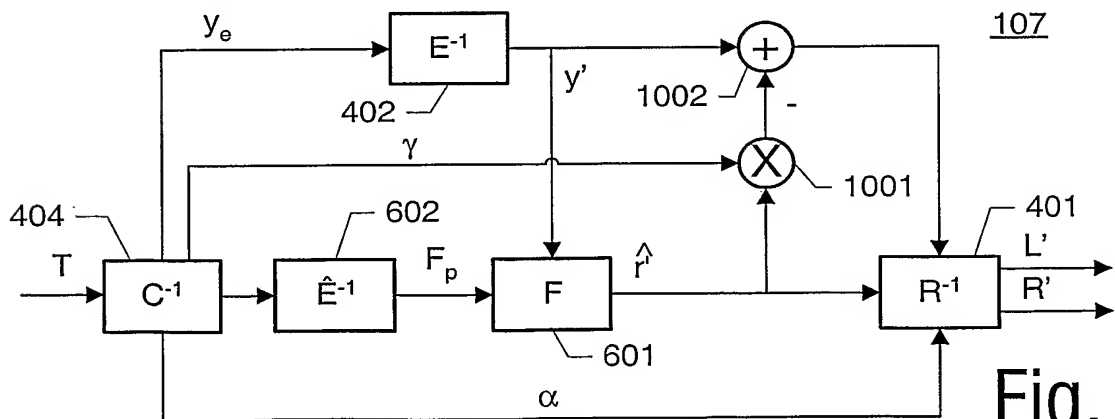 107
yₑ
E⁻¹
+
y'
1002
402
-
γ
X
1001
404
602
401
T
C⁻¹
Ê⁻¹
Fₚ
F
r̂'
R⁻¹
L'
R'
601
α
Fig.